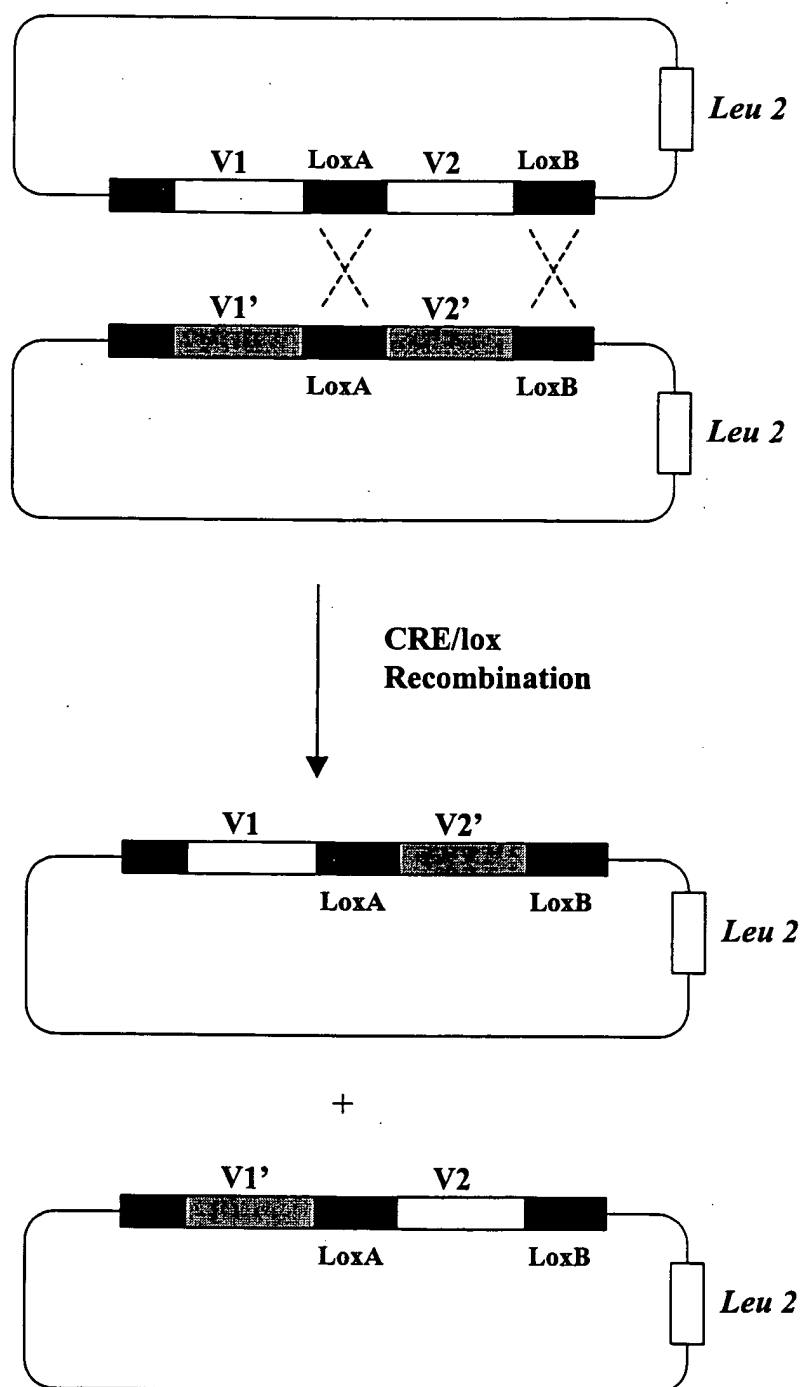 Leu 2
V1 LoxA V2 LoxB
V1’ V2’
LoxA LoxB
Leu 2
CRE/lox
Recombination
V1 V2’
LoxA LoxB
Leu 2
+
V1’ V2
LoxA LoxB
Leu 2